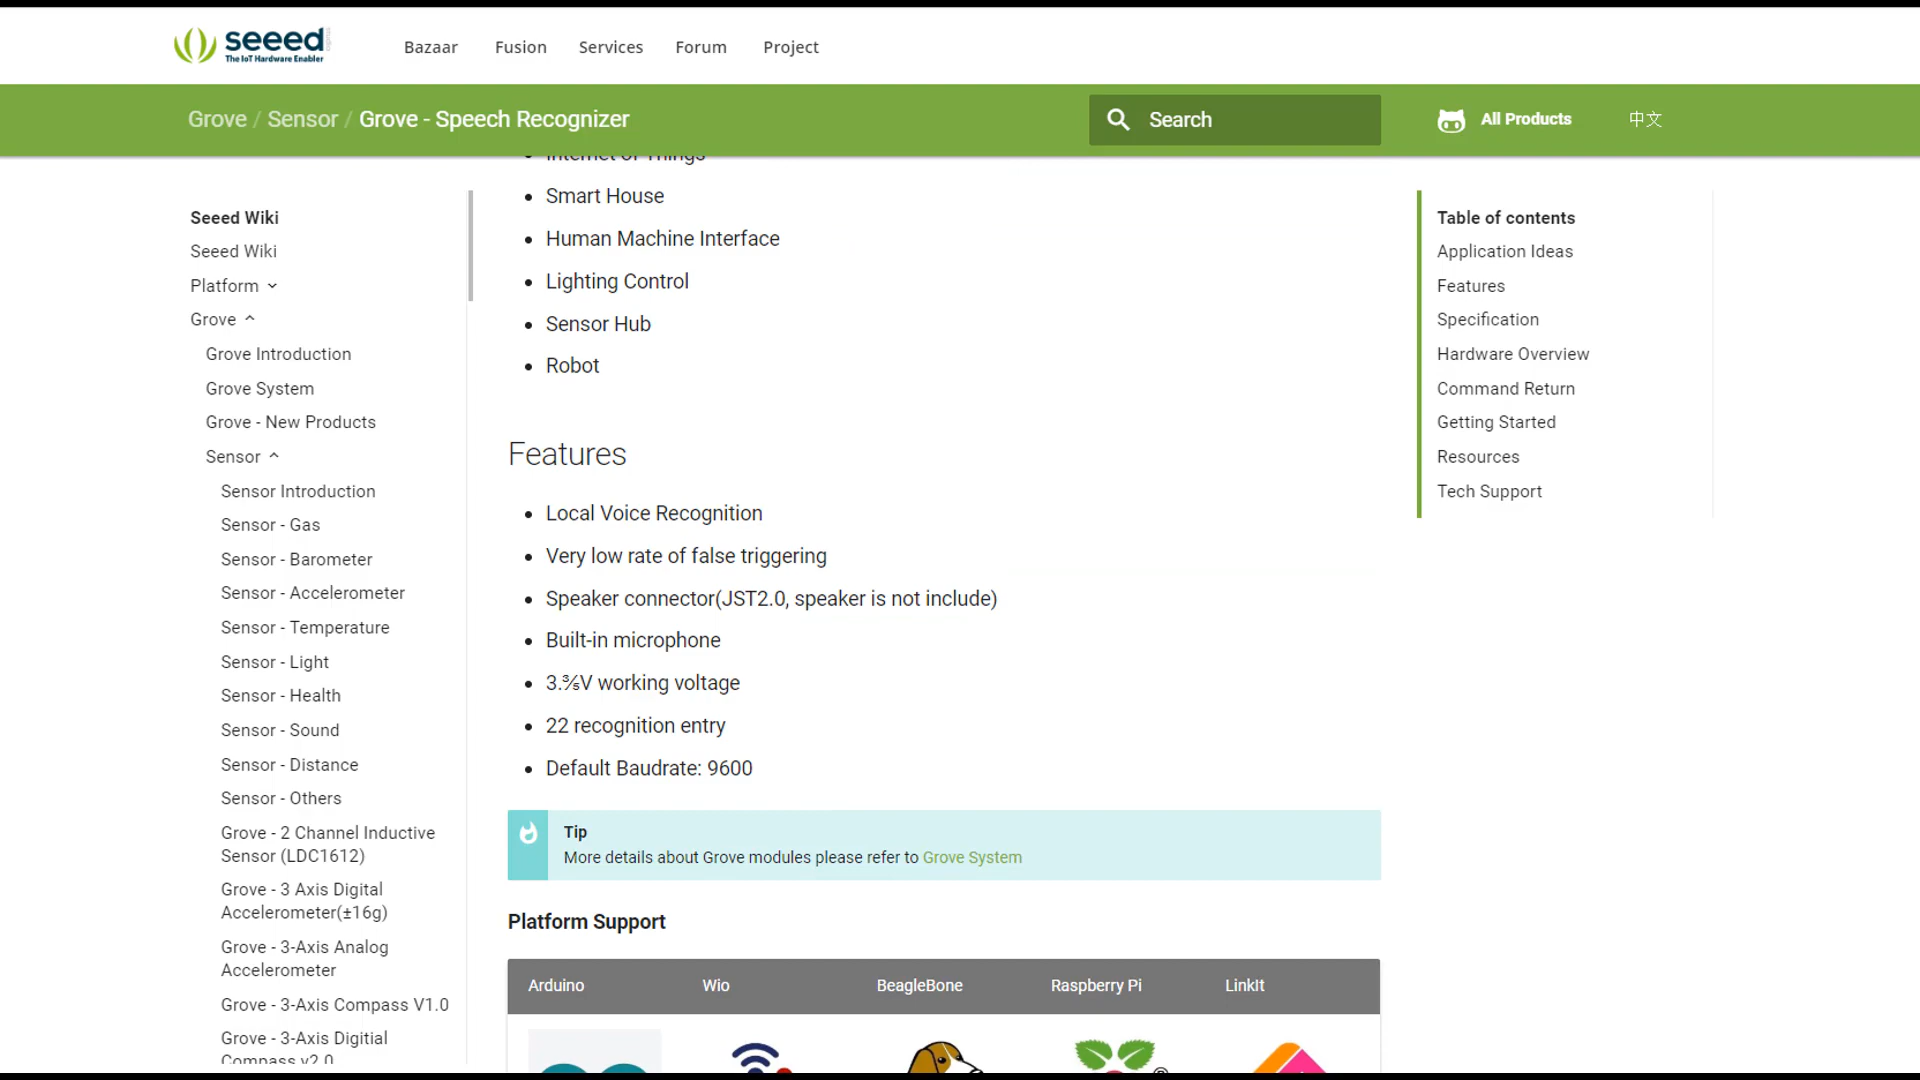 seeed
The IoT Hardware Enabler
Bazaar
Fusion
Services
Forum
Project
Grove / Sensor / Grove - Speech Recognizer
Search
All Products
中文
Internet of Things
Smart House
Human Machine Interface
Lighting Control
Sensor Hub
Robot
Features
Local Voice Recognition
Very low rate of false triggering
Speaker connector(JST2.0, speaker is not include)
Built-in microphone
3.⅗V working voltage
22 recognition entry
Default Baudrate: 9600
Tip
More details about Grove modules please refer to Grove System
Platform Support
Arduino
Wio
BeagleBone
Raspberry Pi
LinkIt
®
Seeed Wiki
Seeed Wiki
Platform
Grove
Grove Introduction
Grove System
Grove - New Products
Sensor
Sensor Introduction
Sensor - Gas
Sensor - Barometer
Sensor - Accelerometer
Sensor - Temperature
Sensor - Light
Sensor - Health
Sensor - Sound
Sensor - Distance
Sensor - Others
Grove - 2 Channel Inductive
Sensor (LDC1612)
Grove - 3 Axis Digital
Accelerometer(±16g)
Grove - 3-Axis Analog
Accelerometer
Grove - 3-Axis Compass V1.0
Grove - 3-Axis Digitial
Compass v2.0
Table of contents
Application Ideas
Features
Specification
Hardware Overview
Command Return
Getting Started
Resources
Tech Support